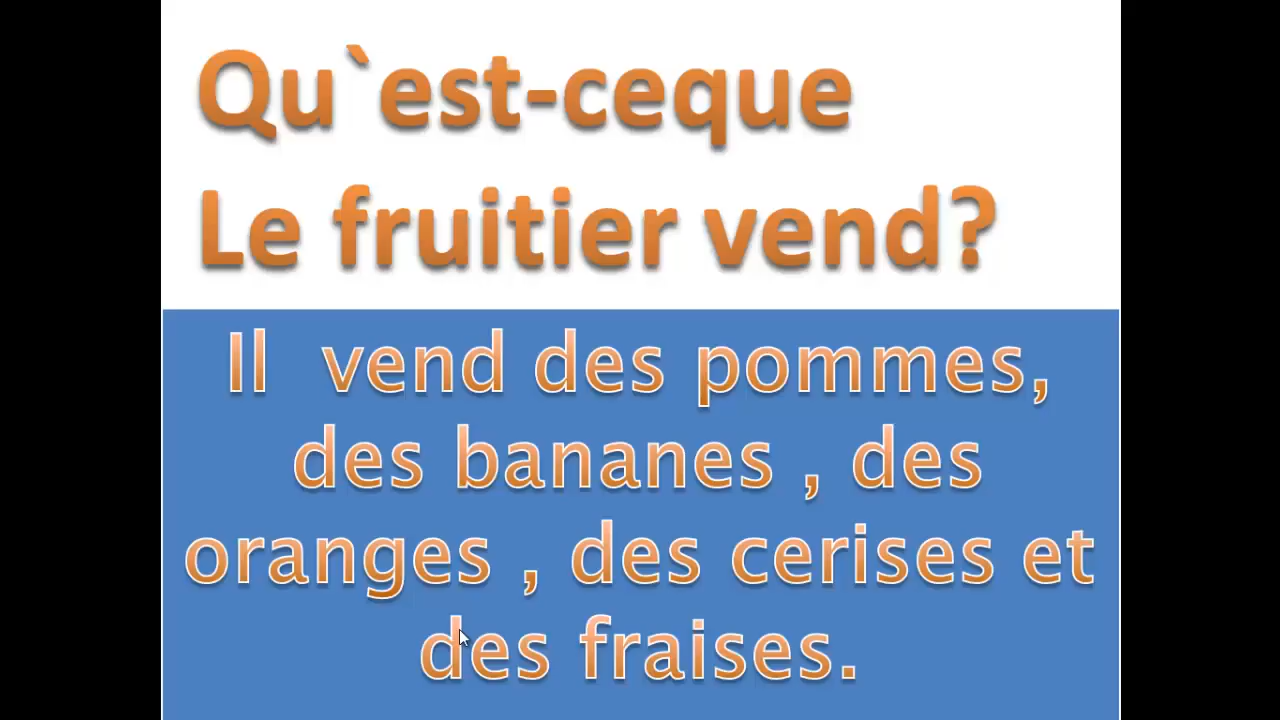 Qu`est-ceque
Le fruitier vend?
Il vend des pommes,
des bananes , des
oranges , des cerises et
des fraises.